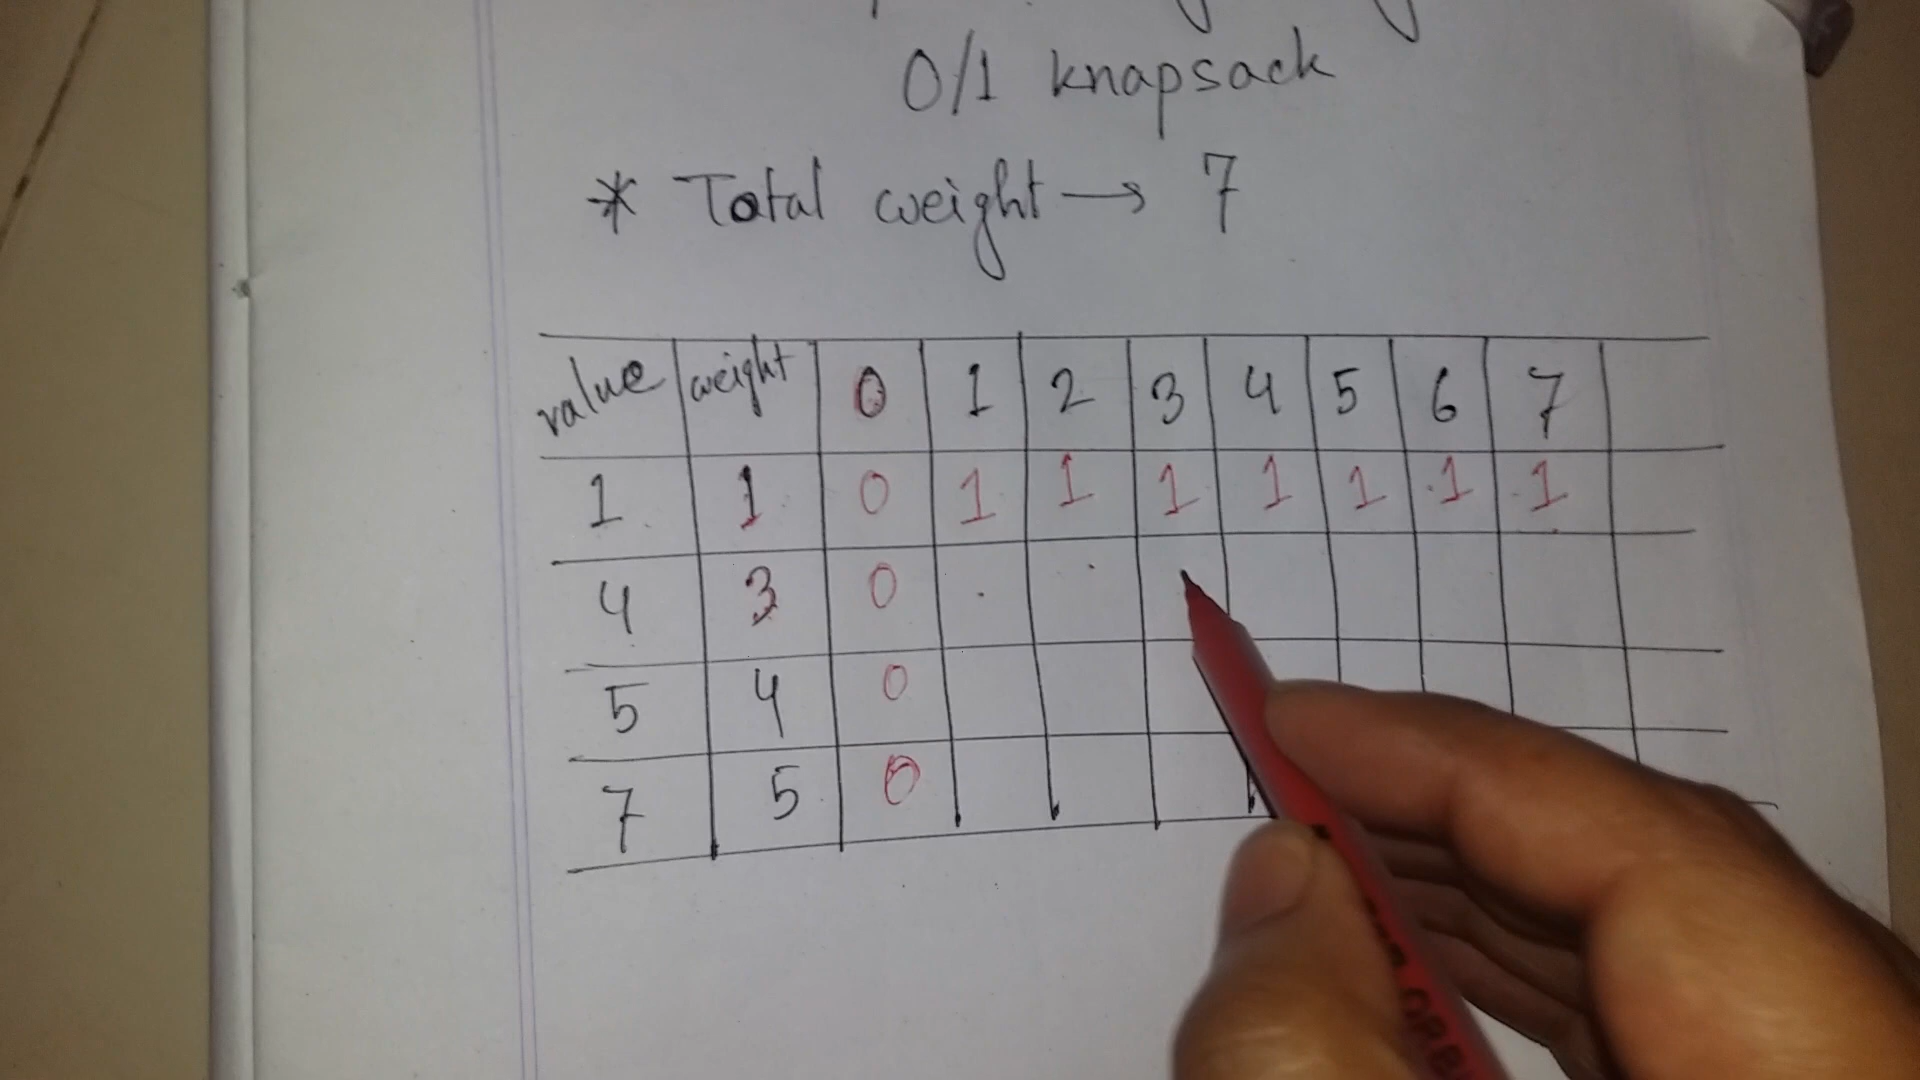 0/1 knapsack
* Total weight → 7
value weight 0 1 2 3 4 5 6 7
1 1 0 1 1 1 1 1 1 1
4 3 0
5 4 0
7 5 0